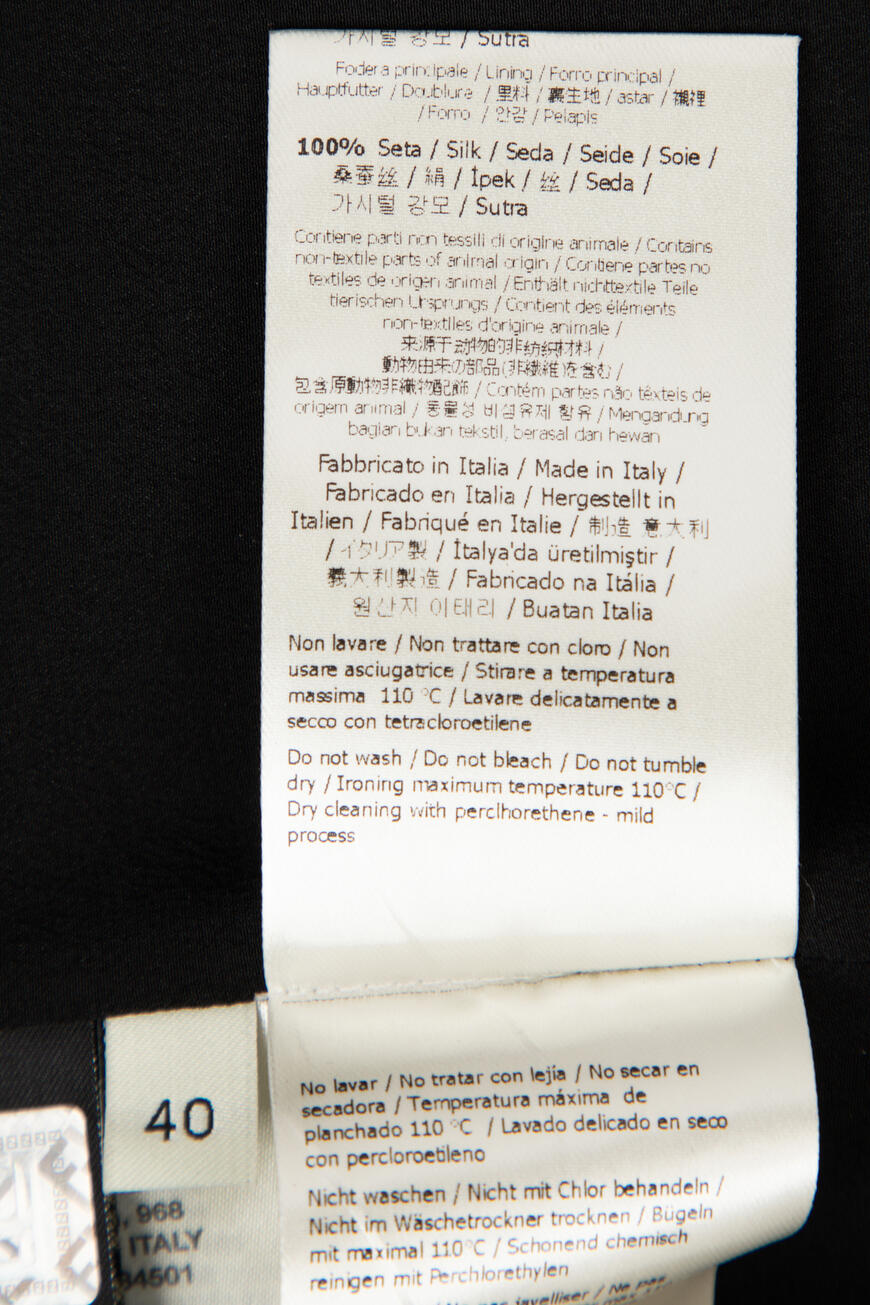 가시털 강모 / Sutra
Fodera principale / Lining / Forro principal /
Hauptfutter / Doublure / 里料 / 裏生地 / astar / 襯裡
/ Forro / 안감 / Pelapis
100% Seta / Silk / Seda / Seide / Soie /
桑蚕丝 / 絹 / İpek / 丝 / Seda /
가시털 강모 / Sutra
Contiene parti non tessili di origine animale / Contains
non-textile parts of animal origin / Contiene partes no
textiles de origen animal / Enthält nichttextile Teile
tierischen Ursprungs / Contient des éléments
non-textiles d'origine animale /
来源于动物的非纺织材料 /
動物由来の部品(非繊維)を含む /
包含原動物非織物配飾 / Contém partes não têxteis de
origem animal / 동물성 비섬유제 함유 / Mengandung
bagian bukan tekstil, berasal dari hewan
Fabbricato in Italia / Made in Italy /
Fabricado en Italia / Hergestellt in
Italien / Fabriqué en Italie / 制造 意大利
/ イタリア製 / İtalya'da üretilmiştir /
義大利製造 / Fabricado na Itália /
원산지 이태리 / Buatan Italia
Non lavare / Non trattare con cloro / Non
usare asciugatrice / Stirare a temperatura
massima 110 °C / Lavare delicatamente a
secco con tetracloroetilene
Do not wash / Do not bleach / Do not tumble
dry / Ironing maximum temperature 110°C /
Dry cleaning with perclhorethene - mild
process
No lavar / No tratar con lejía / No secar en
secadora / Temperatura máxima de
planchado 110 °C / Lavado delicado en seco
con percloroetileno
Nicht waschen / Nicht mit Chlor behandeln /
Nicht im Wäschetrockner trocknen / Bügeln
mit maximal 110°C / Schonend chemisch
reinigen mit Perchlorethylen
/ Ne pas javelliser / Ne pas
40
, 968
ITALY
34501